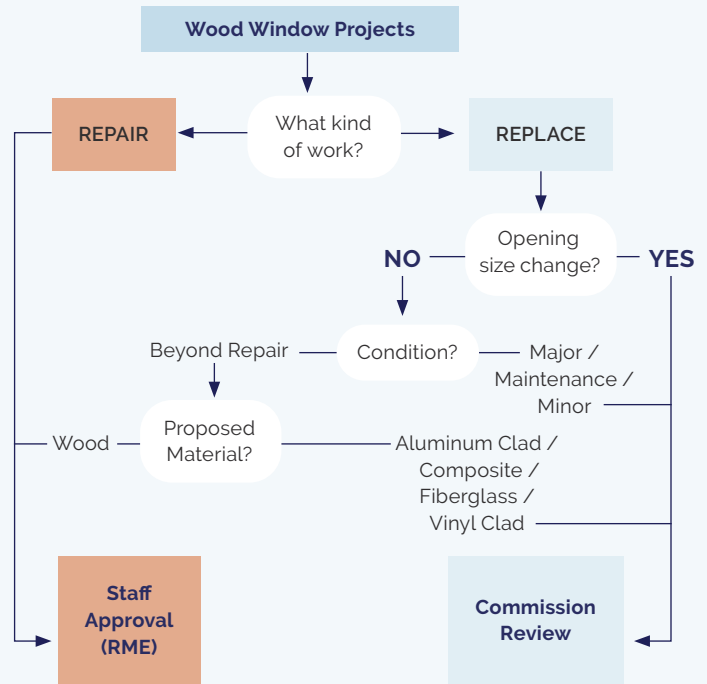 Wood Window Projects
What kind
of work?
REPAIR
REPLACE
Opening
size change?
NO
YES
Condition?
Beyond Repair
Major /
Maintenance /
Minor
Proposed
Material?
Wood
Aluminum Clad /
Composite /
Fiberglass /
Vinyl Clad
Staff
Approval
(RME)
Commission
Review